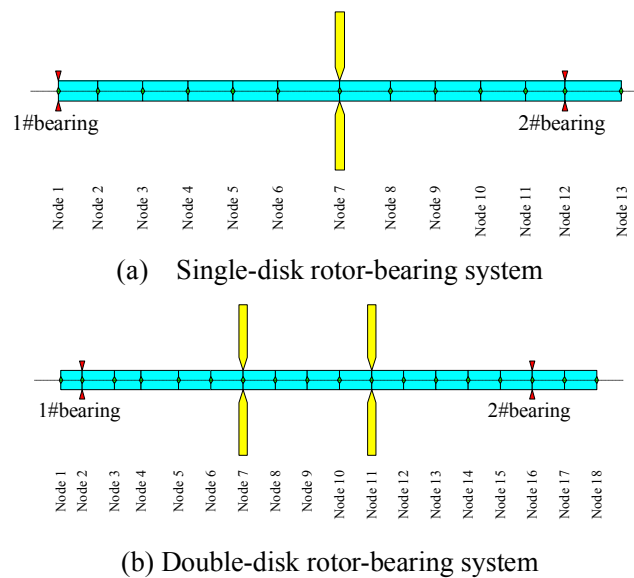 1#bearing
2#bearing
Node 1
Node 2
Node 3
Node 4
Node 5
Node 6
Node 7
Node 8
Node 9
Node 10
Node 11
Node 12
Node 13
(a) Single-disk rotor-bearing system
1#bearing
2#bearing
Node 1
Node 2
Node 3
Node 4
Node 5
Node 6
Node 7
Node 8
Node 9
Node 10
Node 11
Node 12
Node 13
Node 14
Node 15
Node 16
Node 17
Node 18
(b) Double-disk rotor-bearing system